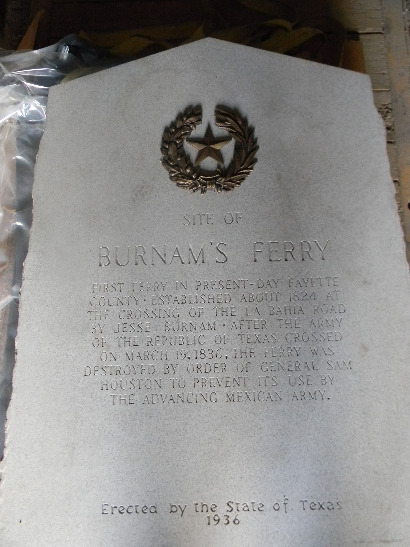 SITE OF
BURNAM'S FERRY
FIRST FERRY IN PRESENT-DAY FAYETTE
COUNTY · ESTABLISHED ABOUT 1824 AT
THE CROSSING OF THE LA BAHIA ROAD
BY JESSE BURNAM · AFTER THE ARMY
OF THE REPUBLIC OF TEXAS CROSSED
ON MARCH 19, 1836, THE FERRY WAS
DESTROYED BY ORDER OF GENERAL SAM
HOUSTON TO PREVENT ITS USE BY
THE ADVANCING MEXICAN ARMY.
Erected by the State of Texas
1936